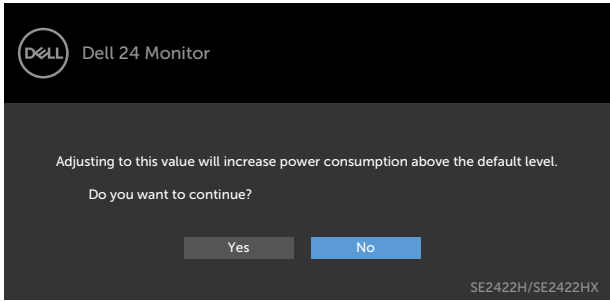 DELL
Dell 24 Monitor
Adjusting to this value will increase power consumption above the default level.
Do you want to continue?
Yes
No
SE2422H/SE2422HX